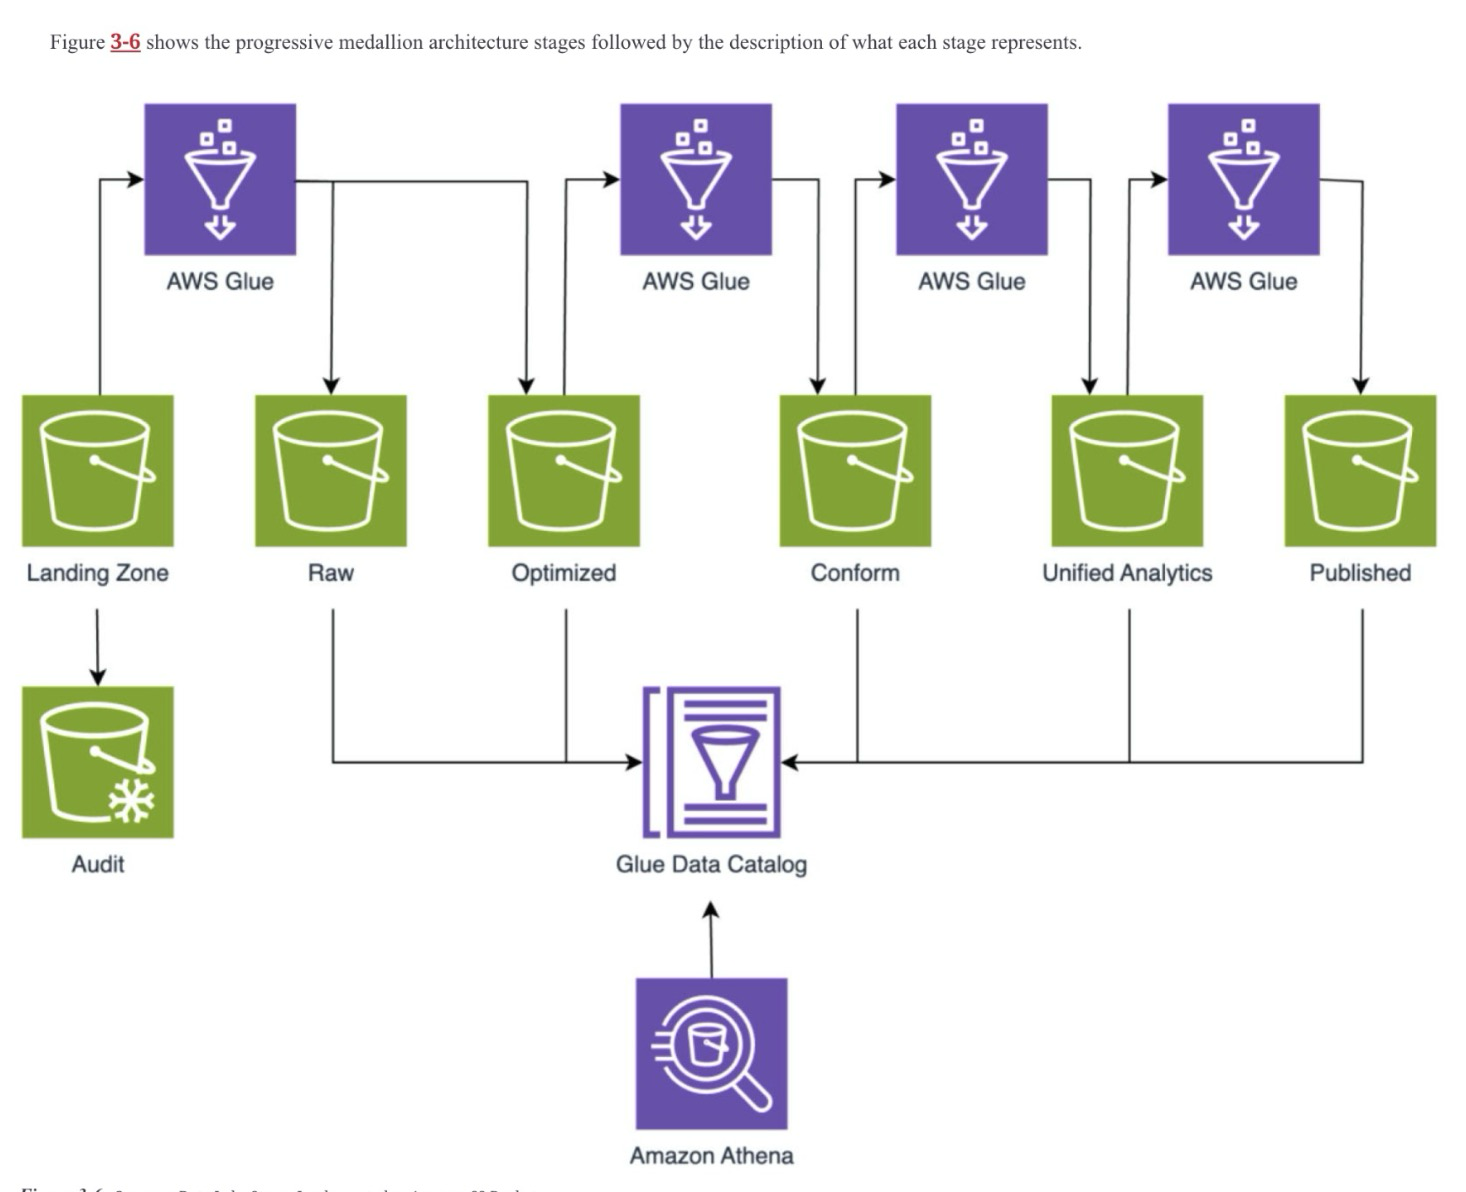 Figure 3-6 shows the progressive medallion architecture stages followed by the description of what each stage represents.
AWS Glue
AWS Glue
AWS Glue
AWS Glue
Landing Zone
Raw
Optimized
Conform
Unified Analytics
Published
Audit
Glue Data Catalog
Amazon Athena